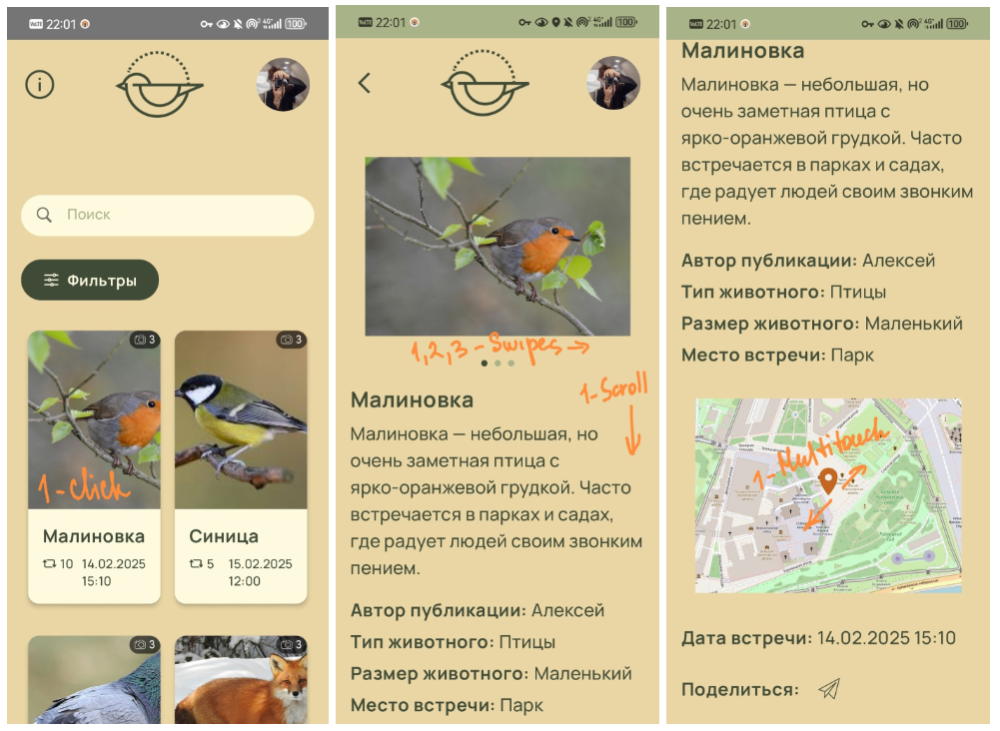 22:01
100
Поиск
Фильтры
3
3
1-click
Малиновка
10 14.02.2025
15:10
Синица
5 15.02.2025
12:00
3
3
22:01
4G+
100
1,2,3 - Swipes →
1-Scroll
Малиновка
Малиновка — небольшая, но
очень заметная птица с
ярко-оранжевой грудкой. Часто
встречается в парках и садах,
где радует людей своим звонким
пением.
Автор публикации: Алексей
Тип животного: Птицы
Размер животного: Маленький
Место встречи: Парк
22:01
100
Малиновка
Малиновка — небольшая, но
очень заметная птица с
ярко-оранжевой грудкой. Часто
встречается в парках и садах,
где радует людей своим звонким
пением.
Автор публикации: Алексей
Тип животного: Птицы
Размер животного: Маленький
Место встречи: Парк
1-Multitouch
Дата встречи: 14.02.2025 15:10
Поделиться: